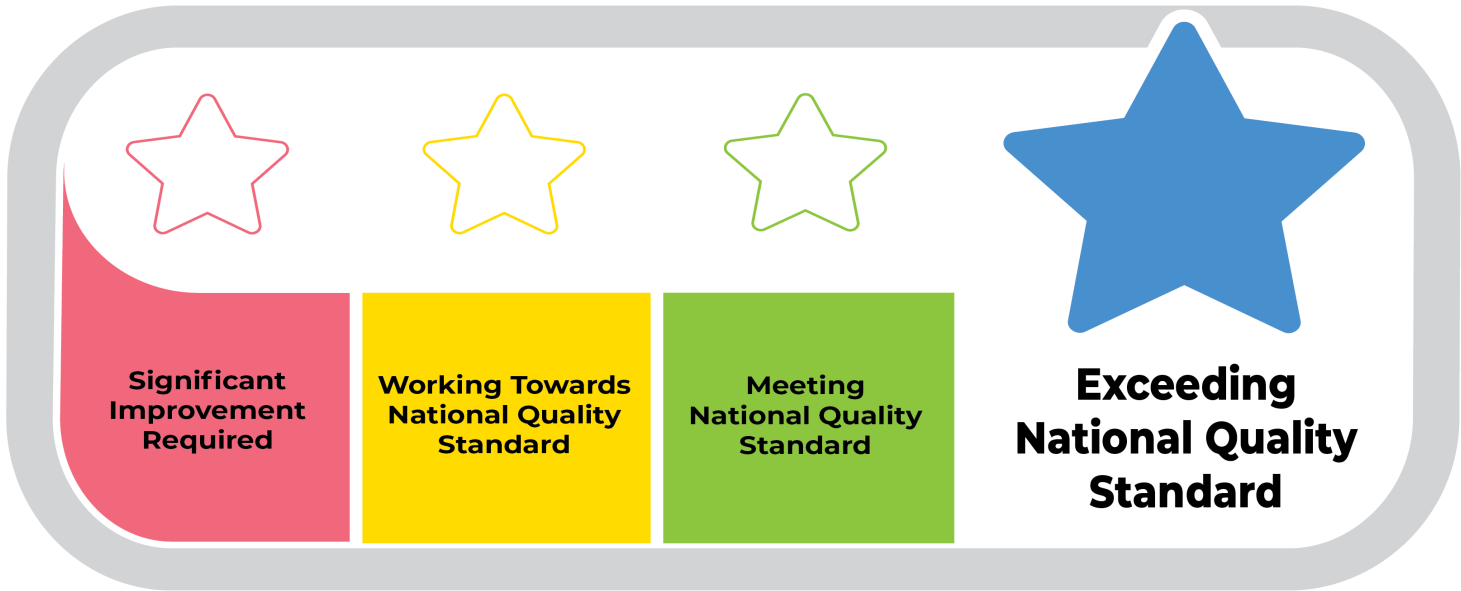 Significant
Improvement
Required
Working Towards
National Quality
Standard
Meeting
National Quality
Standard
Exceeding
National Quality
Standard